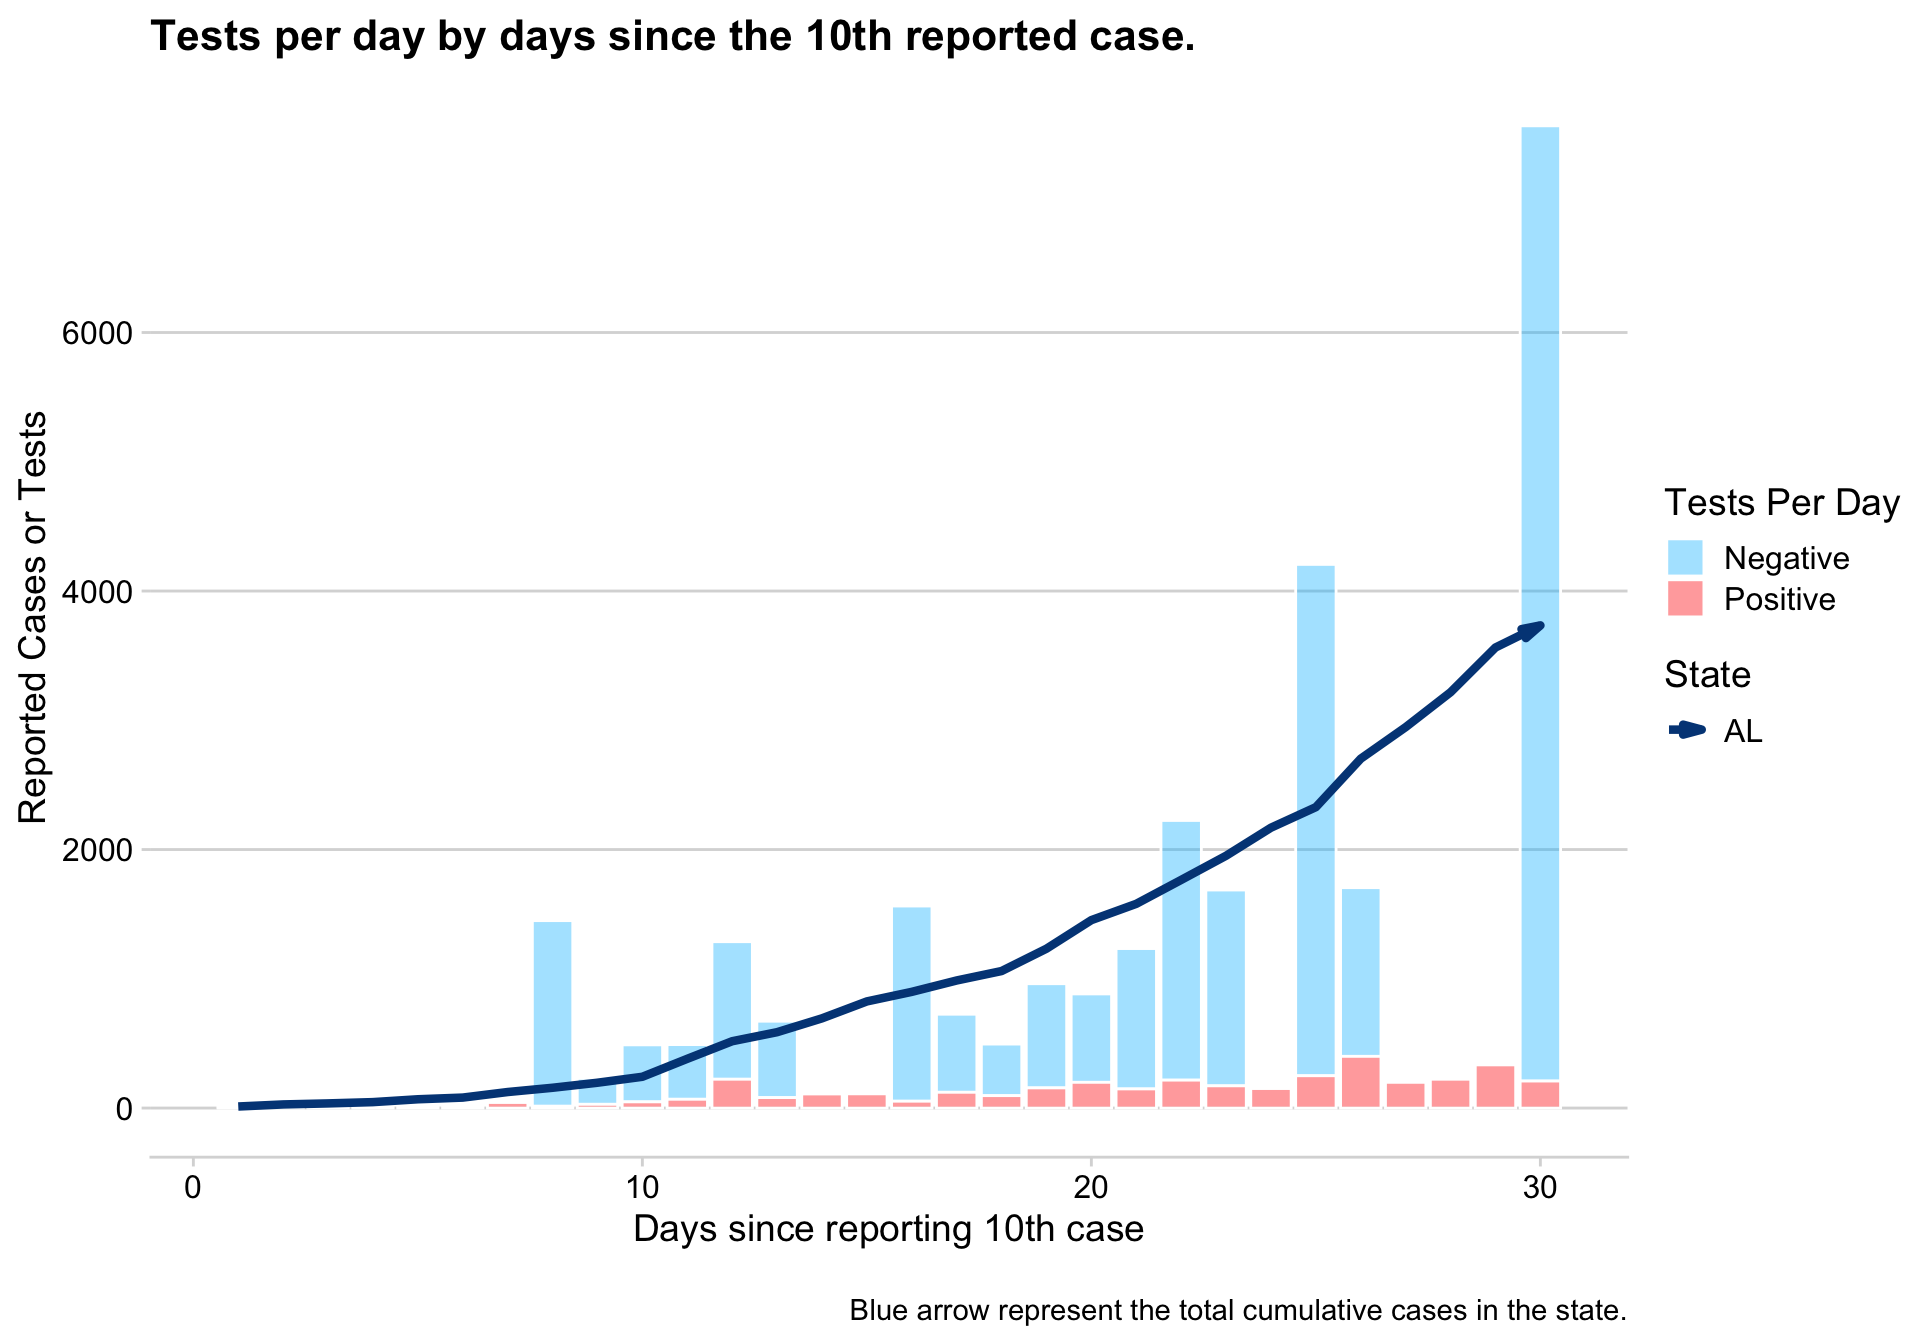 Tests per day by days since the 10th reported case.
Reported Cases or Tests
6000
4000
2000
0
0 10 20 30
Days since reporting 10th case
Tests Per Day
Negative
Positive
State
AL
Blue arrow represent the total cumulative cases in the state.